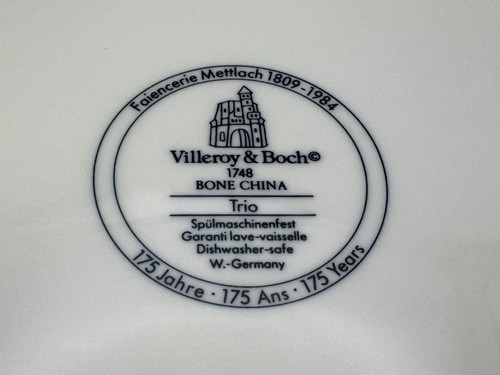 Faiencerie Mettlach 1809-1984
Villeroy & Boch©
1748
BONE CHINA
Trio
Spülmaschinenfest
Garanti lave-vaisselle
Dishwasher-safe
W.-Germany
175 Jahre · 175 Ans · 175 Years